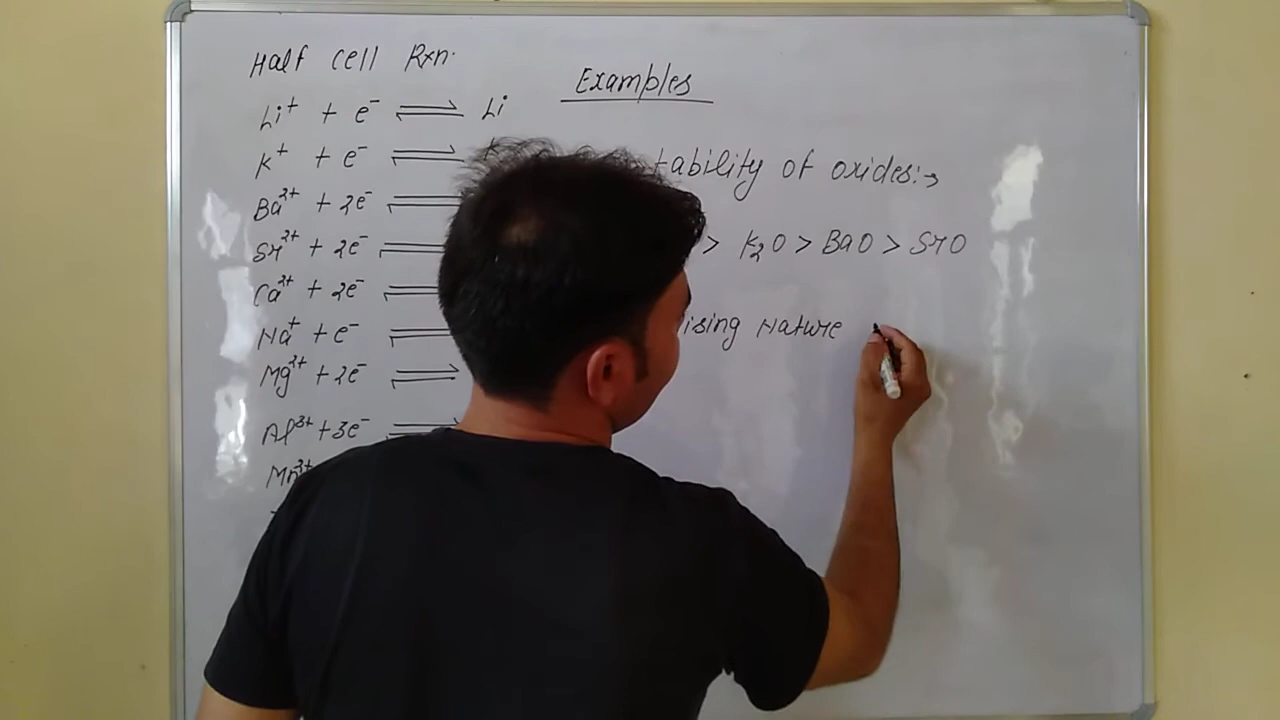 Half cell Rxn.
Li⁺ + e⁻ ⇌ Li
K⁺ + e⁻ ⇌ K
Ba²⁺ + 2e⁻ ⇌
Sr²⁺ + 2e⁻ ⇌
Ca²⁺ + 2e⁻ ⇌
Na⁺ + e⁻ ⇌
Mg²⁺ + 2e⁻ ⇌
Al³⁺ + 3e⁻ ⇌
Examples
tability of oxides:→
> K₂O > BaO > SrO
ising Nature